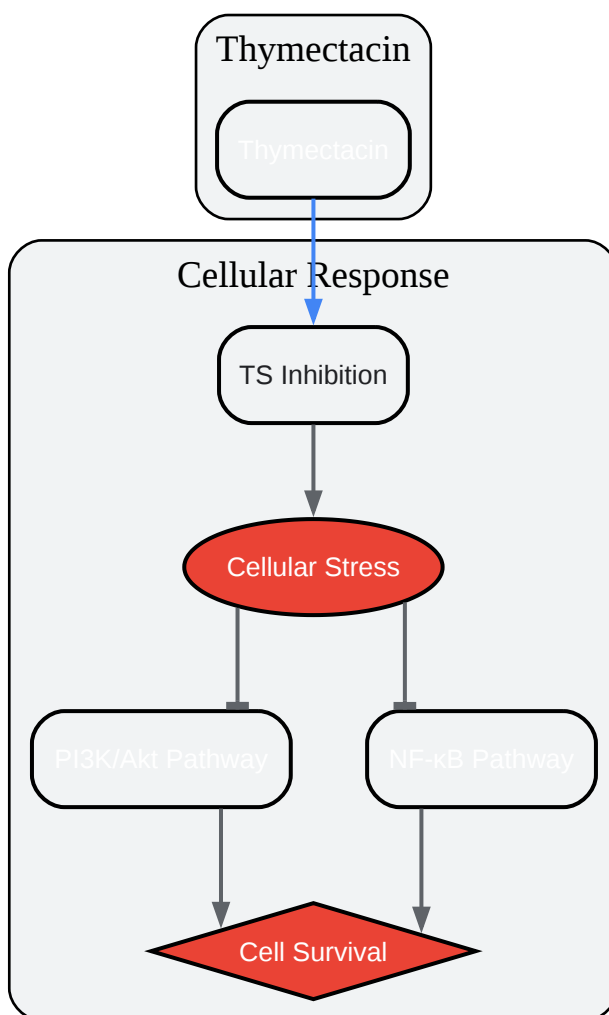 Thymectacin
Thymectacin
Cellular Response
TS Inhibition
Cellular Stress
PI3K/Akt Pathway
NF-κB Pathway
Cell Survival